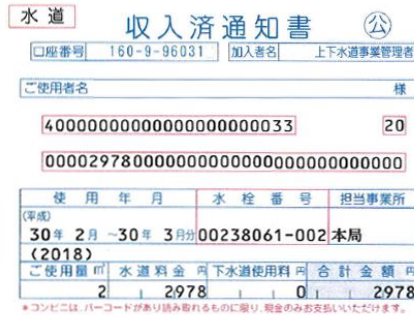 水道
収入済通知書 公
口座番号 160-9-96031 加入者名 上下水道事業管理者
ご使用者名 様
40000000000000000000000033 20
0000297800000000000000000000000000
使用年月 水栓番号 担当事業所
(平成)
30年 2月 ~30年 3月分 00238061-002 本局
(2018)
ご使用量㎥ 水道料金 円 下水道使用料 円 合計金額 円
2 2978 0 2978
*コンビニは、バーコードがあり読み取れるものに限り、現金のみお支払いいただけます。